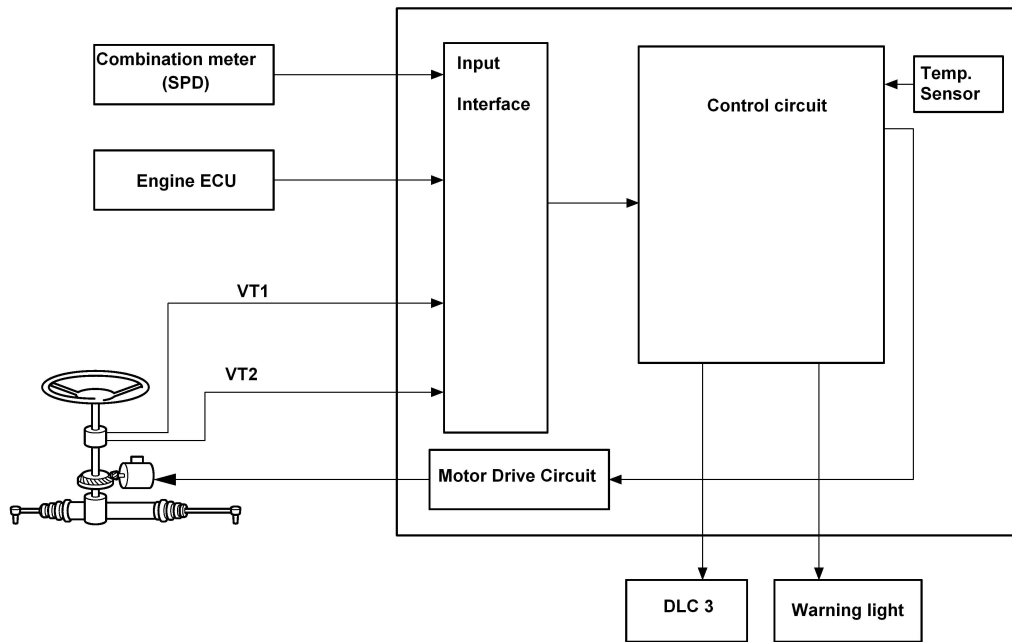 Combination meter
(SPD)
Input
Interface
Control circuit
Temp.
Sensor
Engine ECU
VT1
VT2
Motor Drive Circuit
DLC 3
Warning light